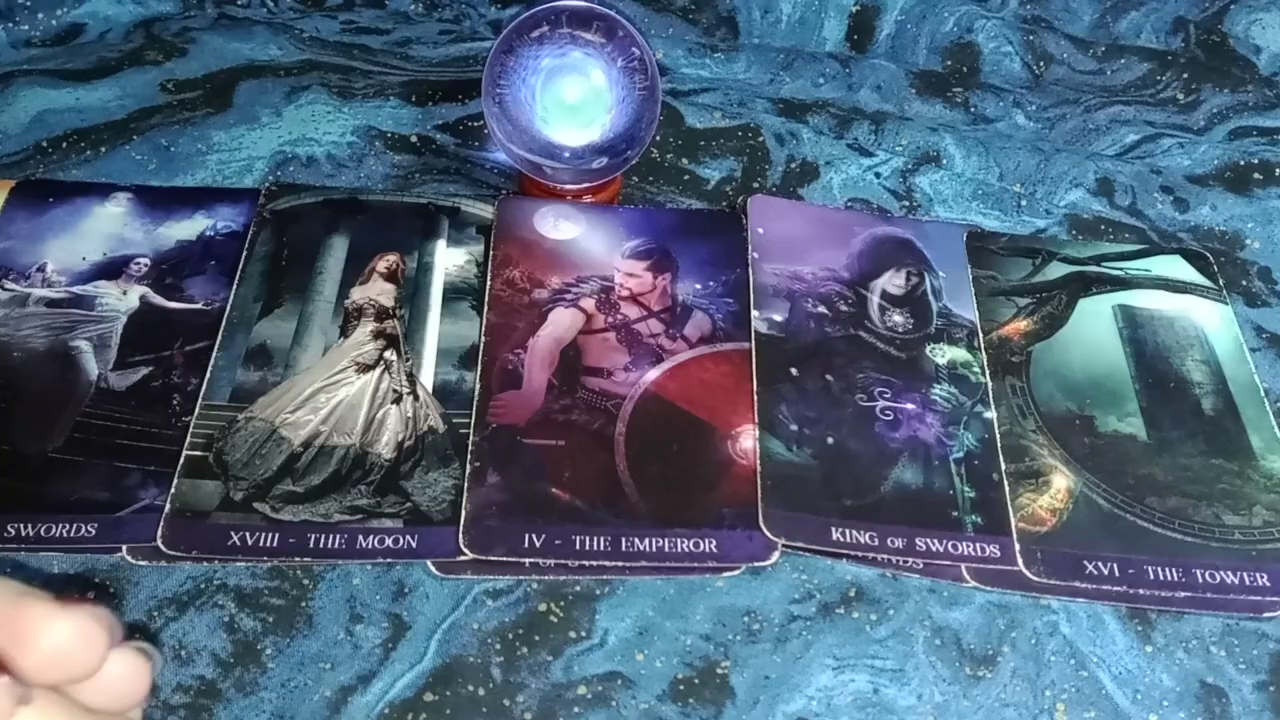 SWORDS
XVIII - THE MOON
IV - THE EMPEROR
KING OF SWORDS
XVI - THE TOWER